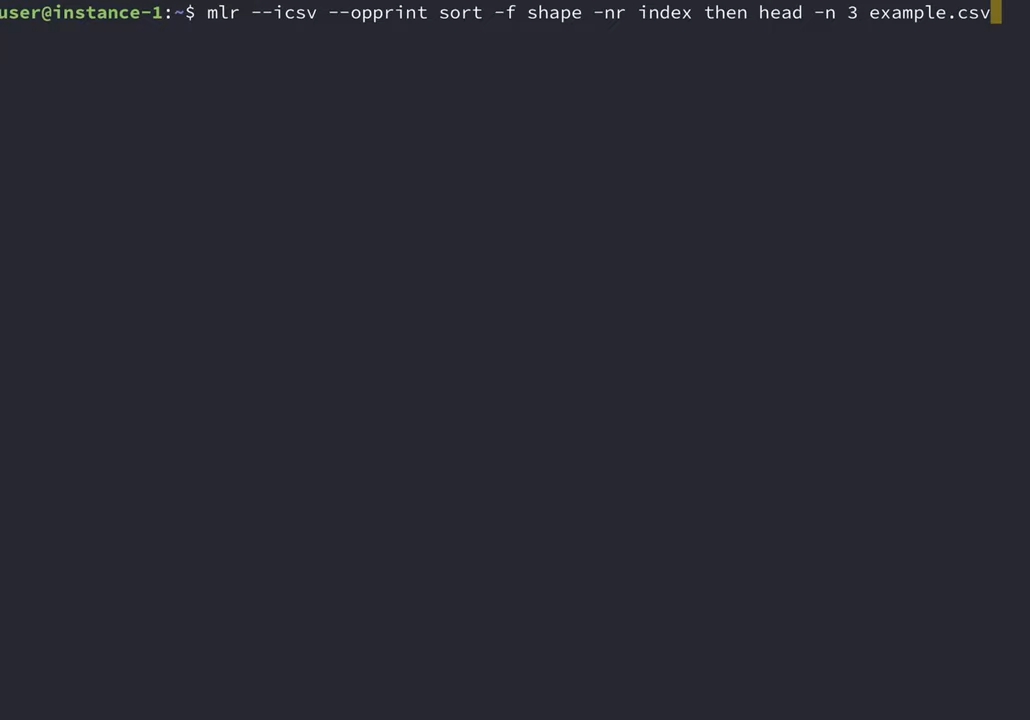 user@instance-1:~$ mlr --icsv --opprint sort -f shape -nr index then head -n 3 example.csv